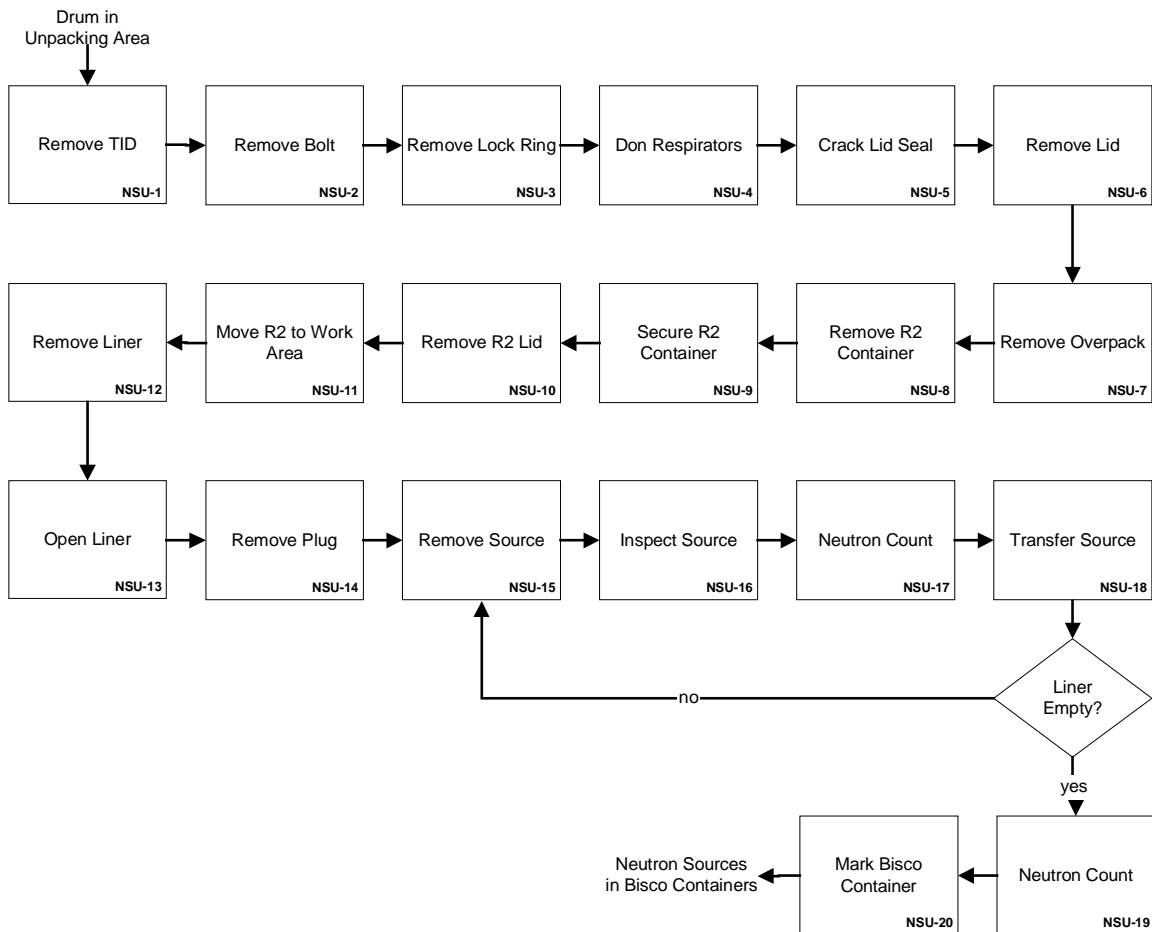 Drum in
Unpacking Area
Remove TID
NSU-1
Remove Bolt
NSU-2
Remove Lock Ring
NSU-3
Don Respirators
NSU-4
Crack Lid Seal
NSU-5
Remove Lid
NSU-6
Remove Overpack
NSU-7
Remove R2
Container
NSU-8
Secure R2
Container
NSU-9
Remove R2 Lid
NSU-10
Move R2 to Work
Area
NSU-11
Remove Liner
NSU-12
Open Liner
NSU-13
Remove Plug
NSU-14
Remove Source
NSU-15
Inspect Source
NSU-16
Neutron Count
NSU-17
Transfer Source
NSU-18
Liner
Empty?
no
yes
Neutron Count
NSU-19
Mark Bisco
Container
NSU-20
Neutron Sources
in Bisco Containers